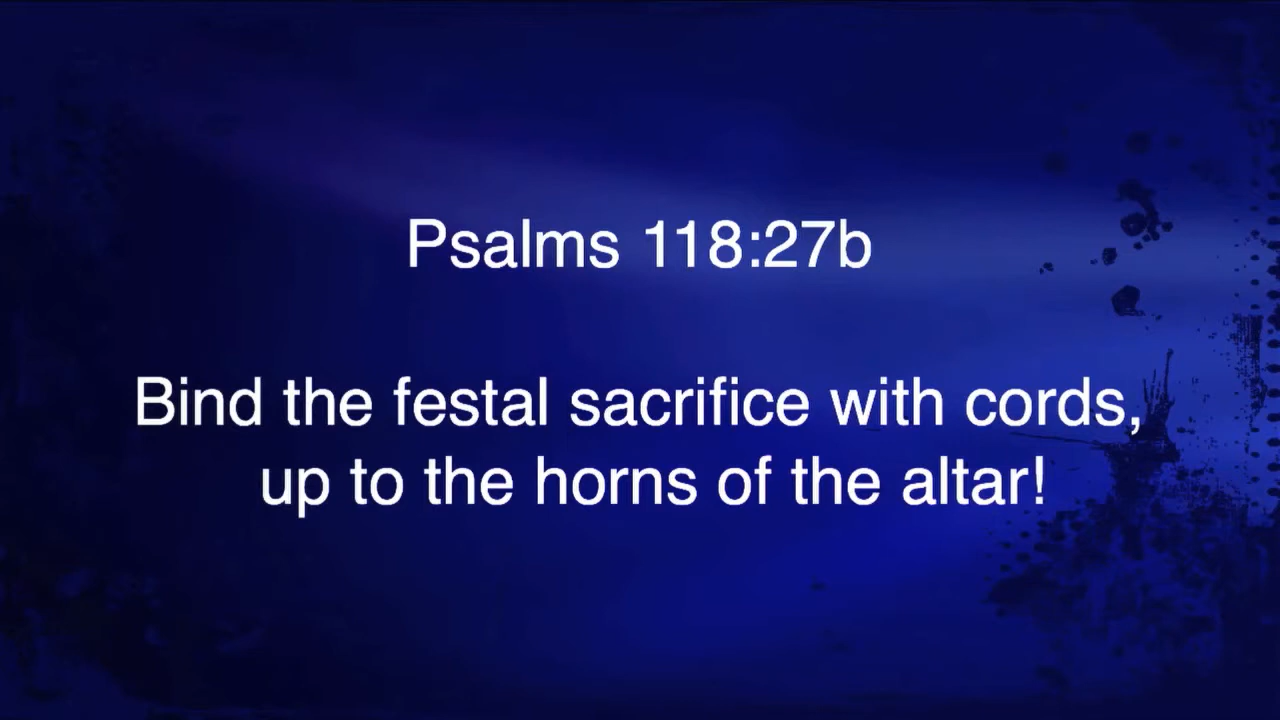 Psalms 118:27b
Bind the festal sacrifice with cords,
up to the horns of the altar!